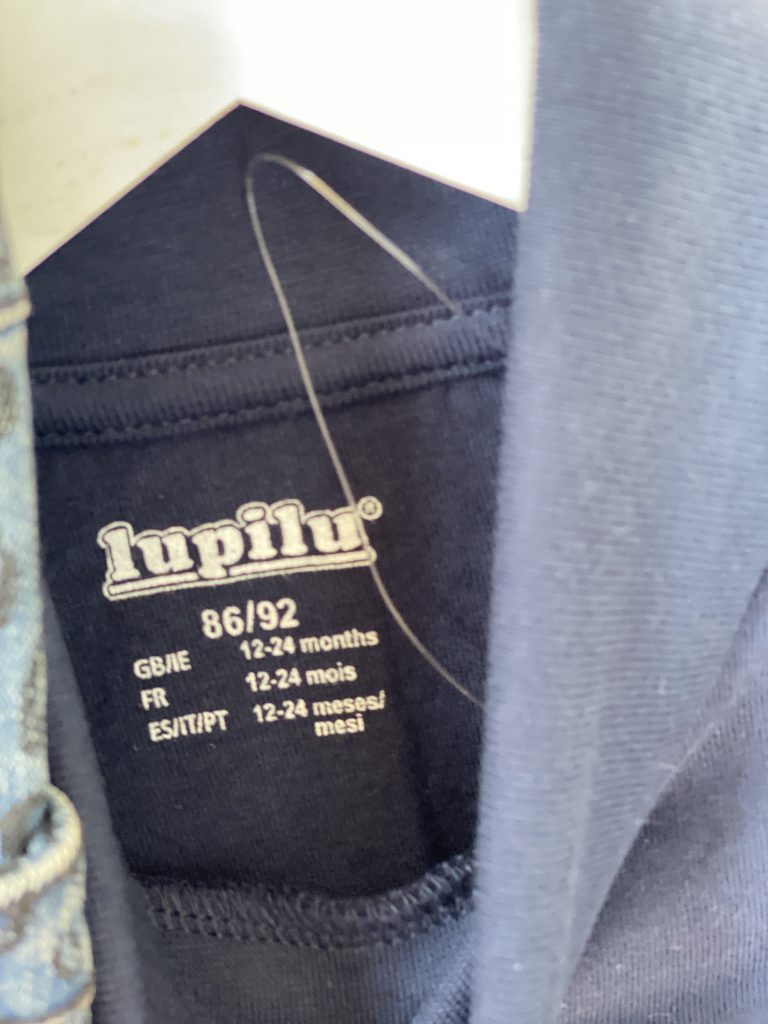 lupilu®
86/92
GB/IE 12-24 months
FR 12-24 mois
ES/IT/PT 12-24 meses/
mesi